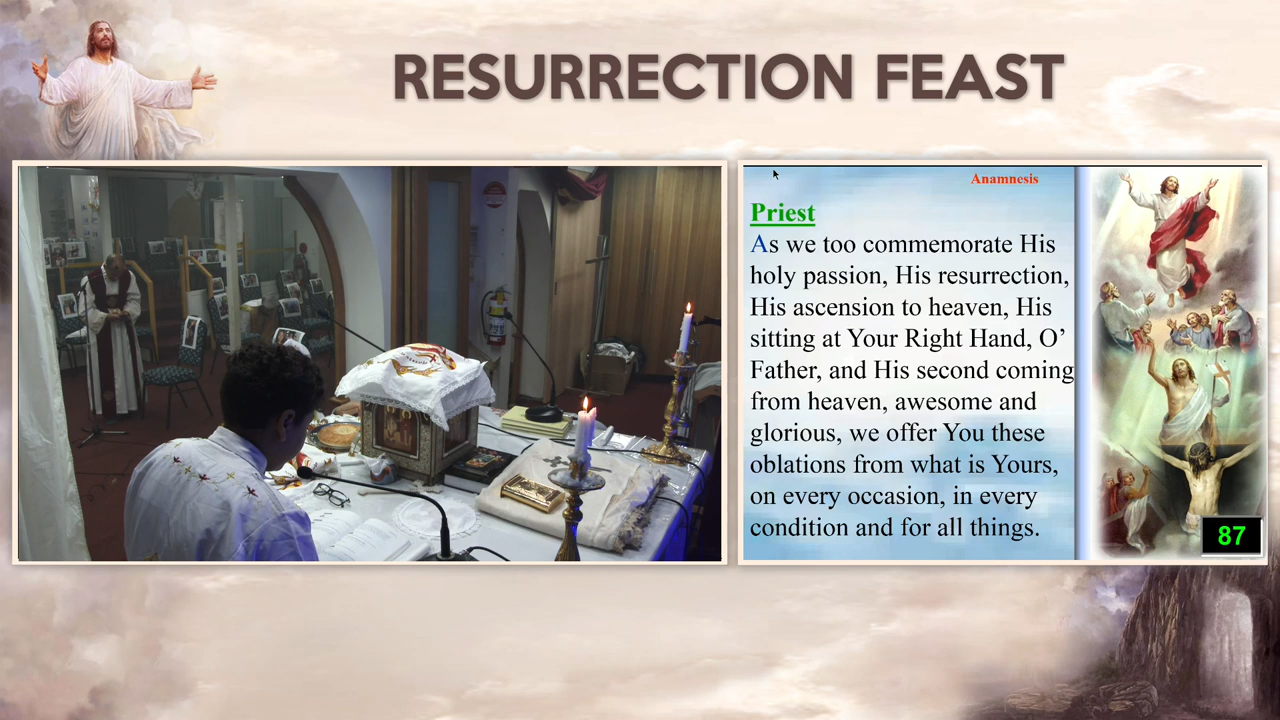 RESURRECTION FEAST
Anamnesis
Priest
As we too commemorate His
holy passion, His resurrection,
His ascension to heaven, His
sitting at Your Right Hand, O’
Father, and His second coming
from heaven, awesome and
glorious, we offer You these
oblations from what is Yours,
on every occasion, in every
condition and for all things.
87